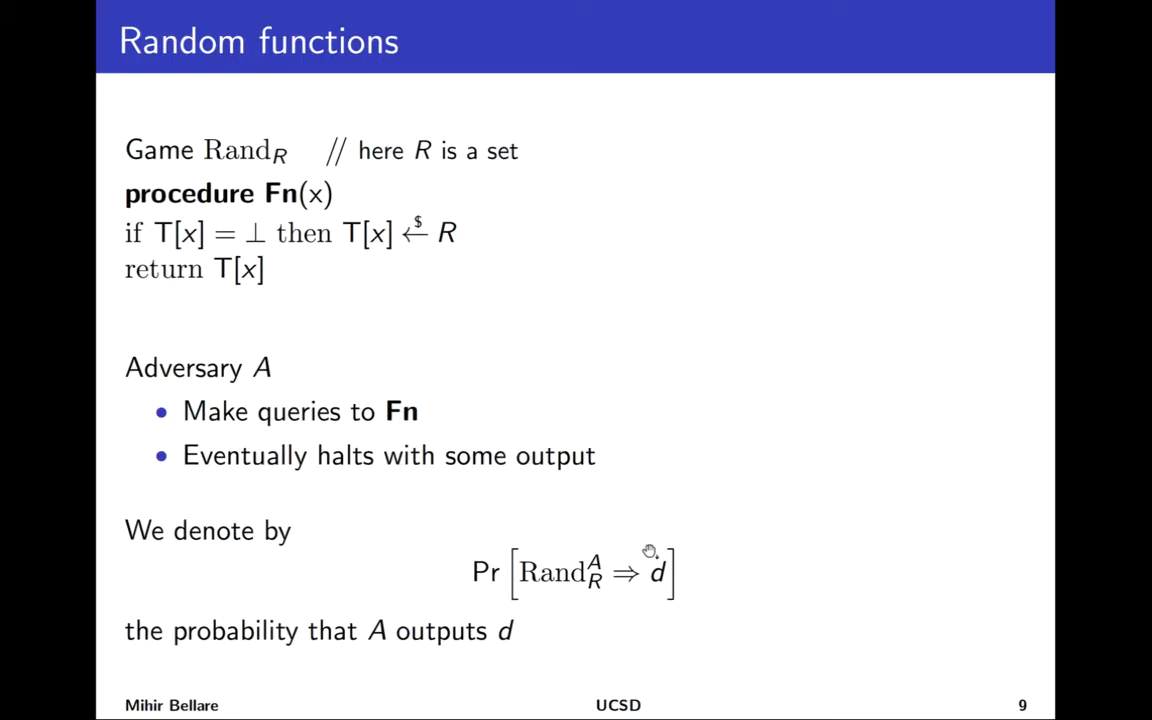 Random functions
Game Rand_R // here R is a set
procedure Fn(x)
if T[x] = ⊥ then T[x] ←$ R
return T[x]
Adversary A
• Make queries to Fn
• Eventually halts with some output
We denote by
Pr [Rand_R^A ⇒ d]
the probability that A outputs d
Mihir Bellare UCSD 9